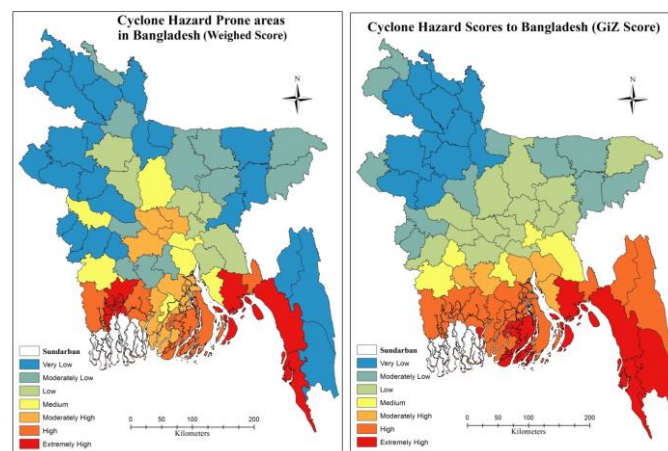 Cyclone Hazard Prone areas
in Bangladesh (Weighed Score)
N
Sundarban
Very Low
Moderately Low
Low
Medium
Moderately High
High
Extremely High
0 50 100 200
Kilometers
Cyclone Hazard Scores to Bangladesh (GiZ Score)
N
Sundarban
Very Low
Moderately Low
Low
Medium
Moderately High
High
Extremely High
0 50 100 200
Kilometers